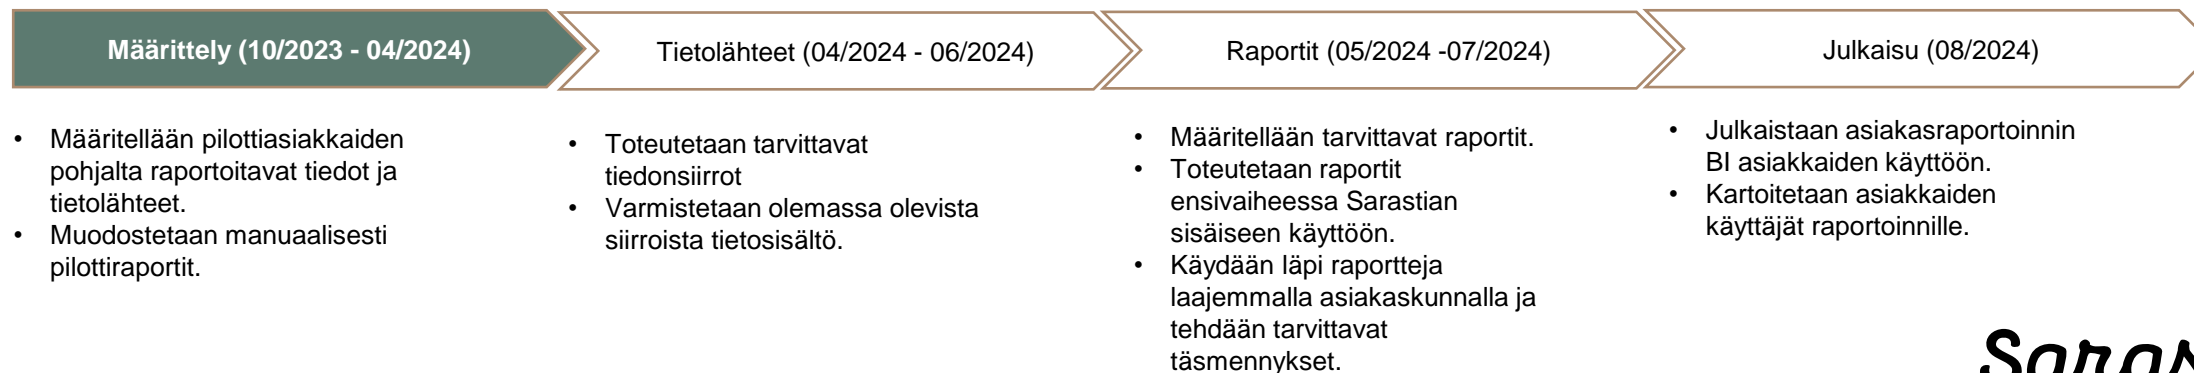 Määrittely (10/2023 - 04/2024)
• Määritellään pilottiasiakkaiden
pohjalta raportoitavat tiedot ja
tietolähteet.
• Muodostetaan manuaalisesti
pilottiraportit.
Tietolähteet (04/2024 - 06/2024)
• Toteutetaan tarvittavat
tiedonsiirrot
• Varmistetaan olemassa olevista
siirroista tietosisältö.
Raportit (05/2024 -07/2024)
• Määritellään tarvittavat raportit.
• Toteutetaan raportit
ensivaiheessa Sarastian
sisäiseen käyttöön.
• Käydään läpi raportteja
laajemmalla asiakaskunnalla ja
tehdään tarvittavat
täsmennykset.
Julkaisu (08/2024)
• Julkaistaan asiakasraportoinnin
BI asiakkaiden käyttöön.
• Kartoitetaan asiakkaiden
käyttäjät raportoinnille.